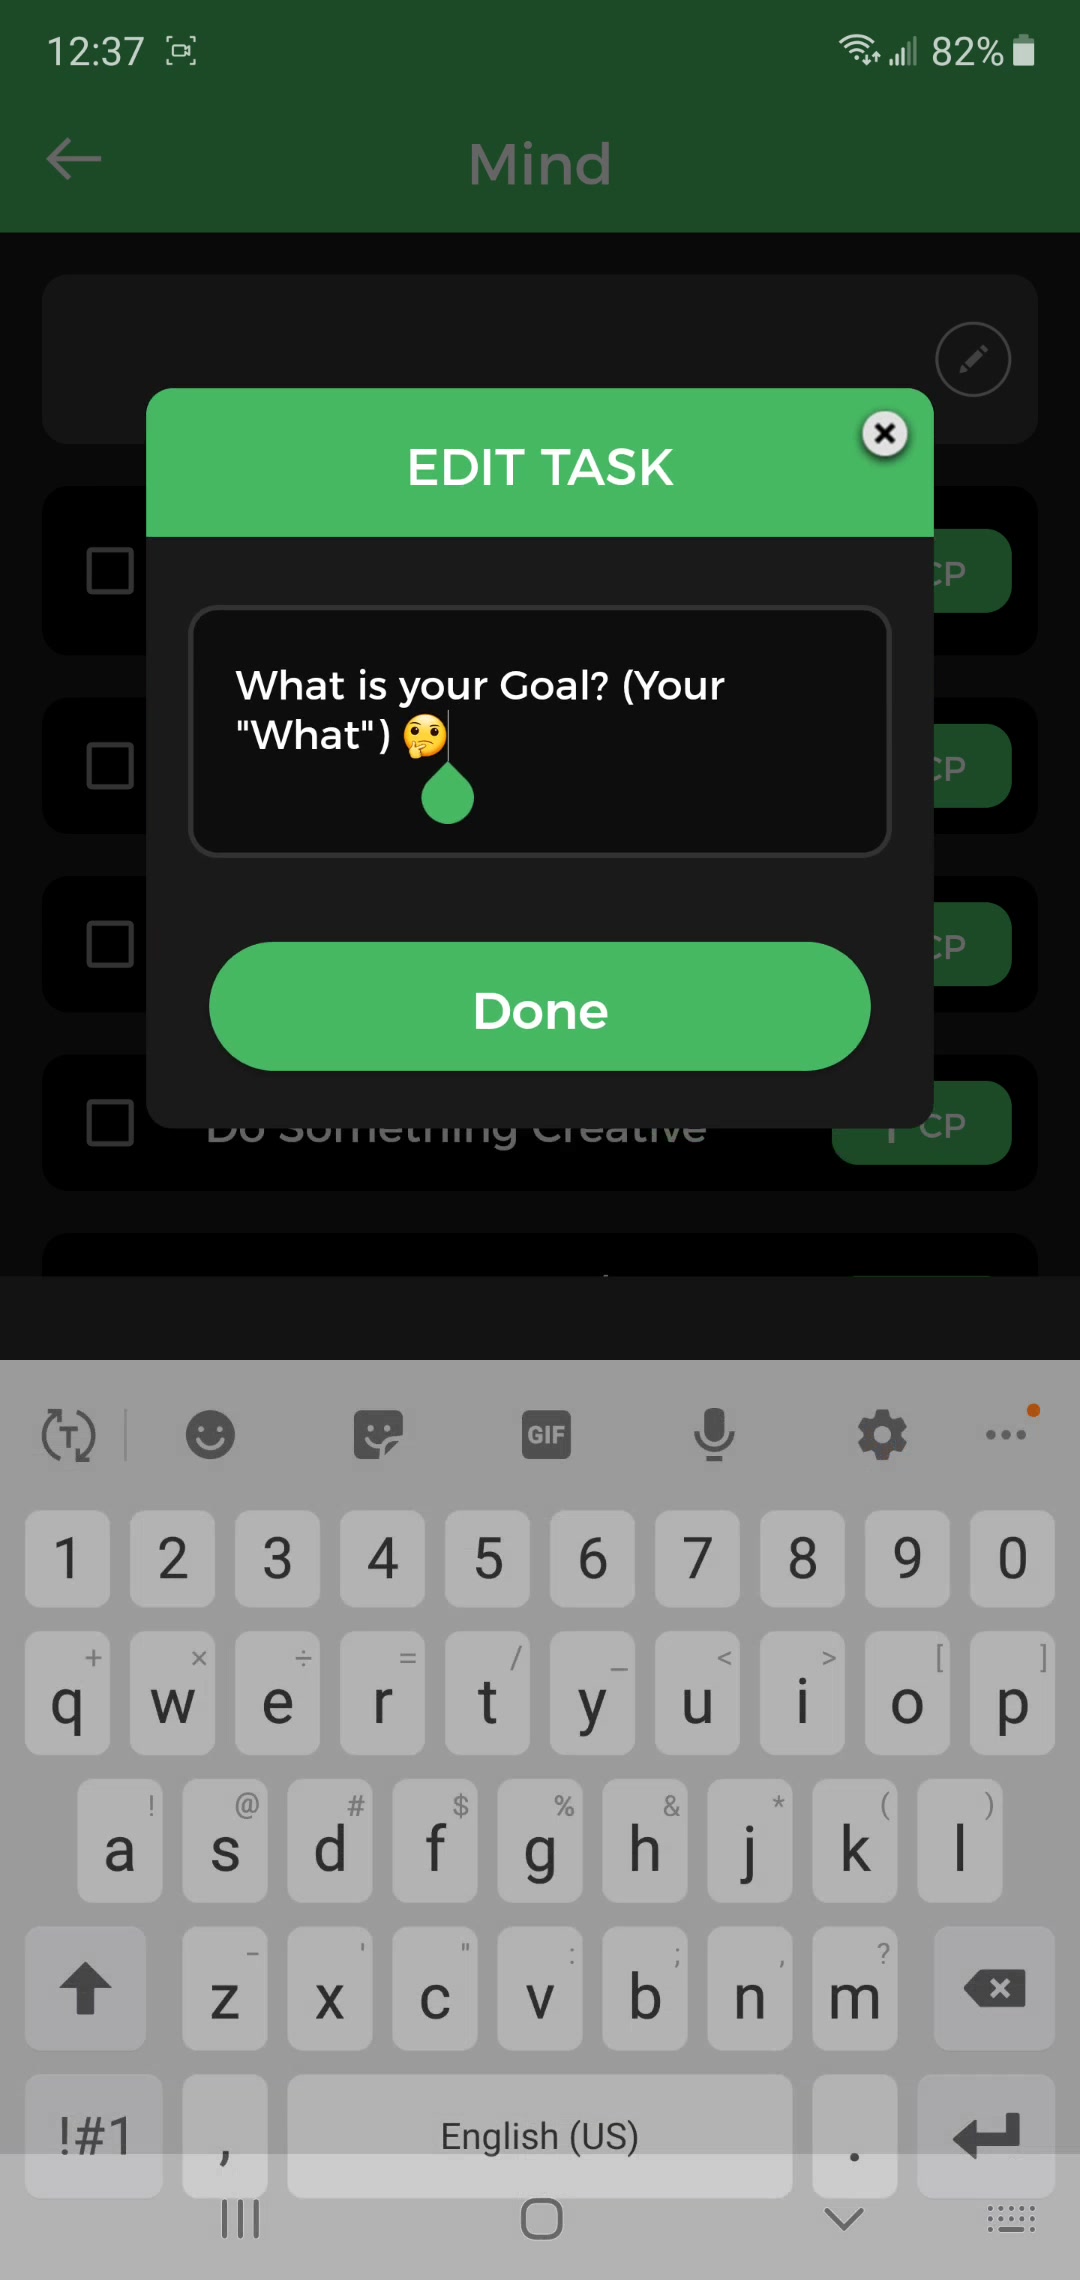 12:37 82%
Mind
EDIT TASK
CP
What is your Goal? (Your
"What") 🤔
CP
CP
Done
Do Something Creative CP
GIF
1 2 3 4 5 6 7 8 9 0
+ × ÷ = / _ < > [ ]
q w e r t y u i o p
! @ # $ % & * ( )
a s d f g h j k l
- ' " : ; , ?
z x c v b n m
!#1 , English (US) .